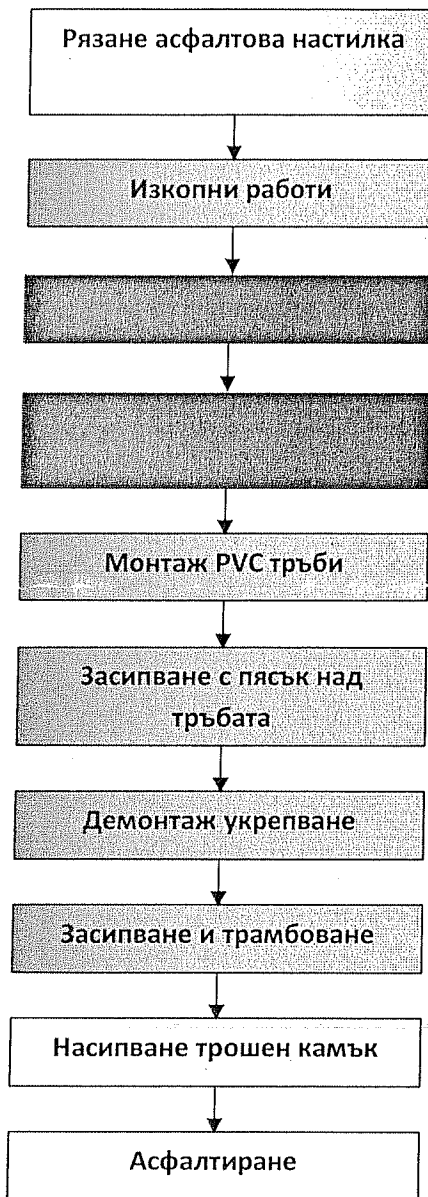 Рязане асфалтова настилка
Изкопни работи
Монтаж PVC тръби
Засипване с пясък над
тръбата
Демонтаж укрепване
Засипване и трамбоване
Насипване трошен камък
Асфалтиране